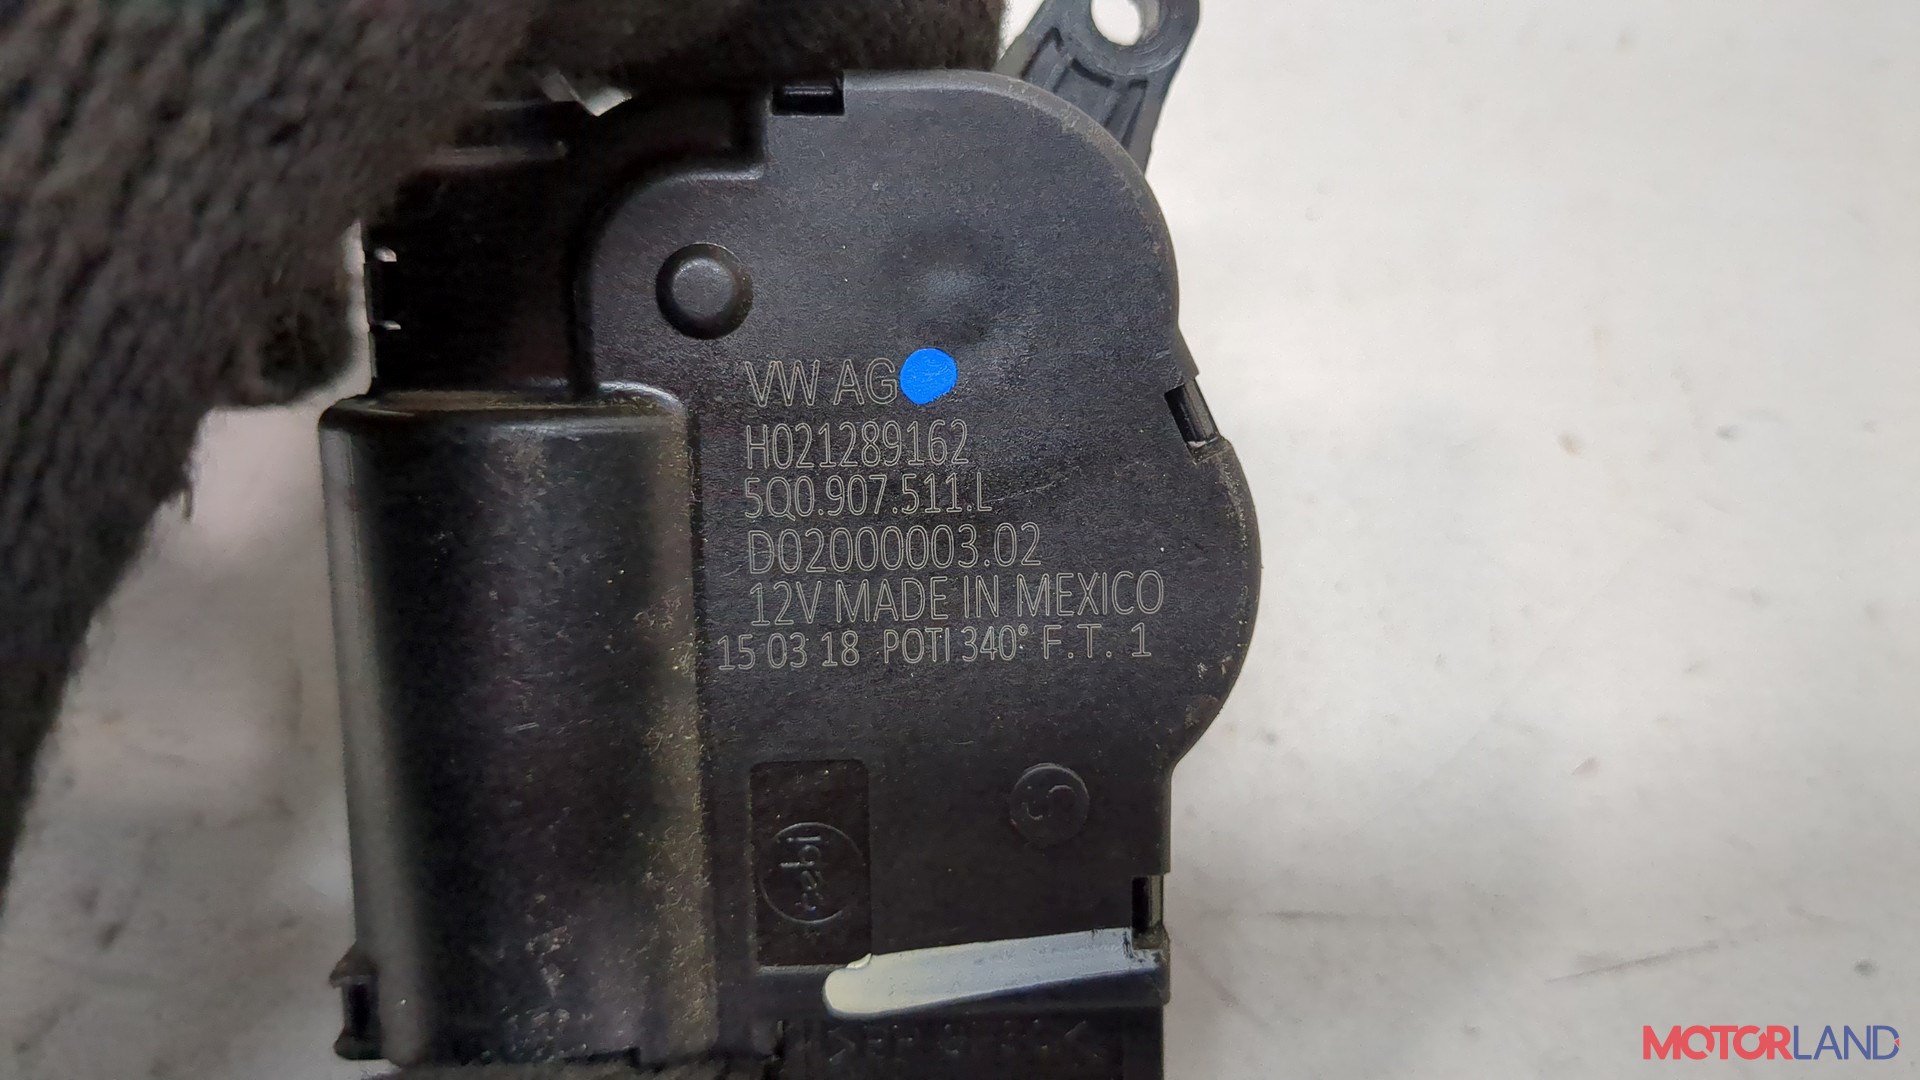 VW AG
H021289162
5Q0.907.511.L
D02000003.02
12V MADE IN MEXICO
15 03 18 POTI 340° F.T. 1
trebi
MOTORLAND